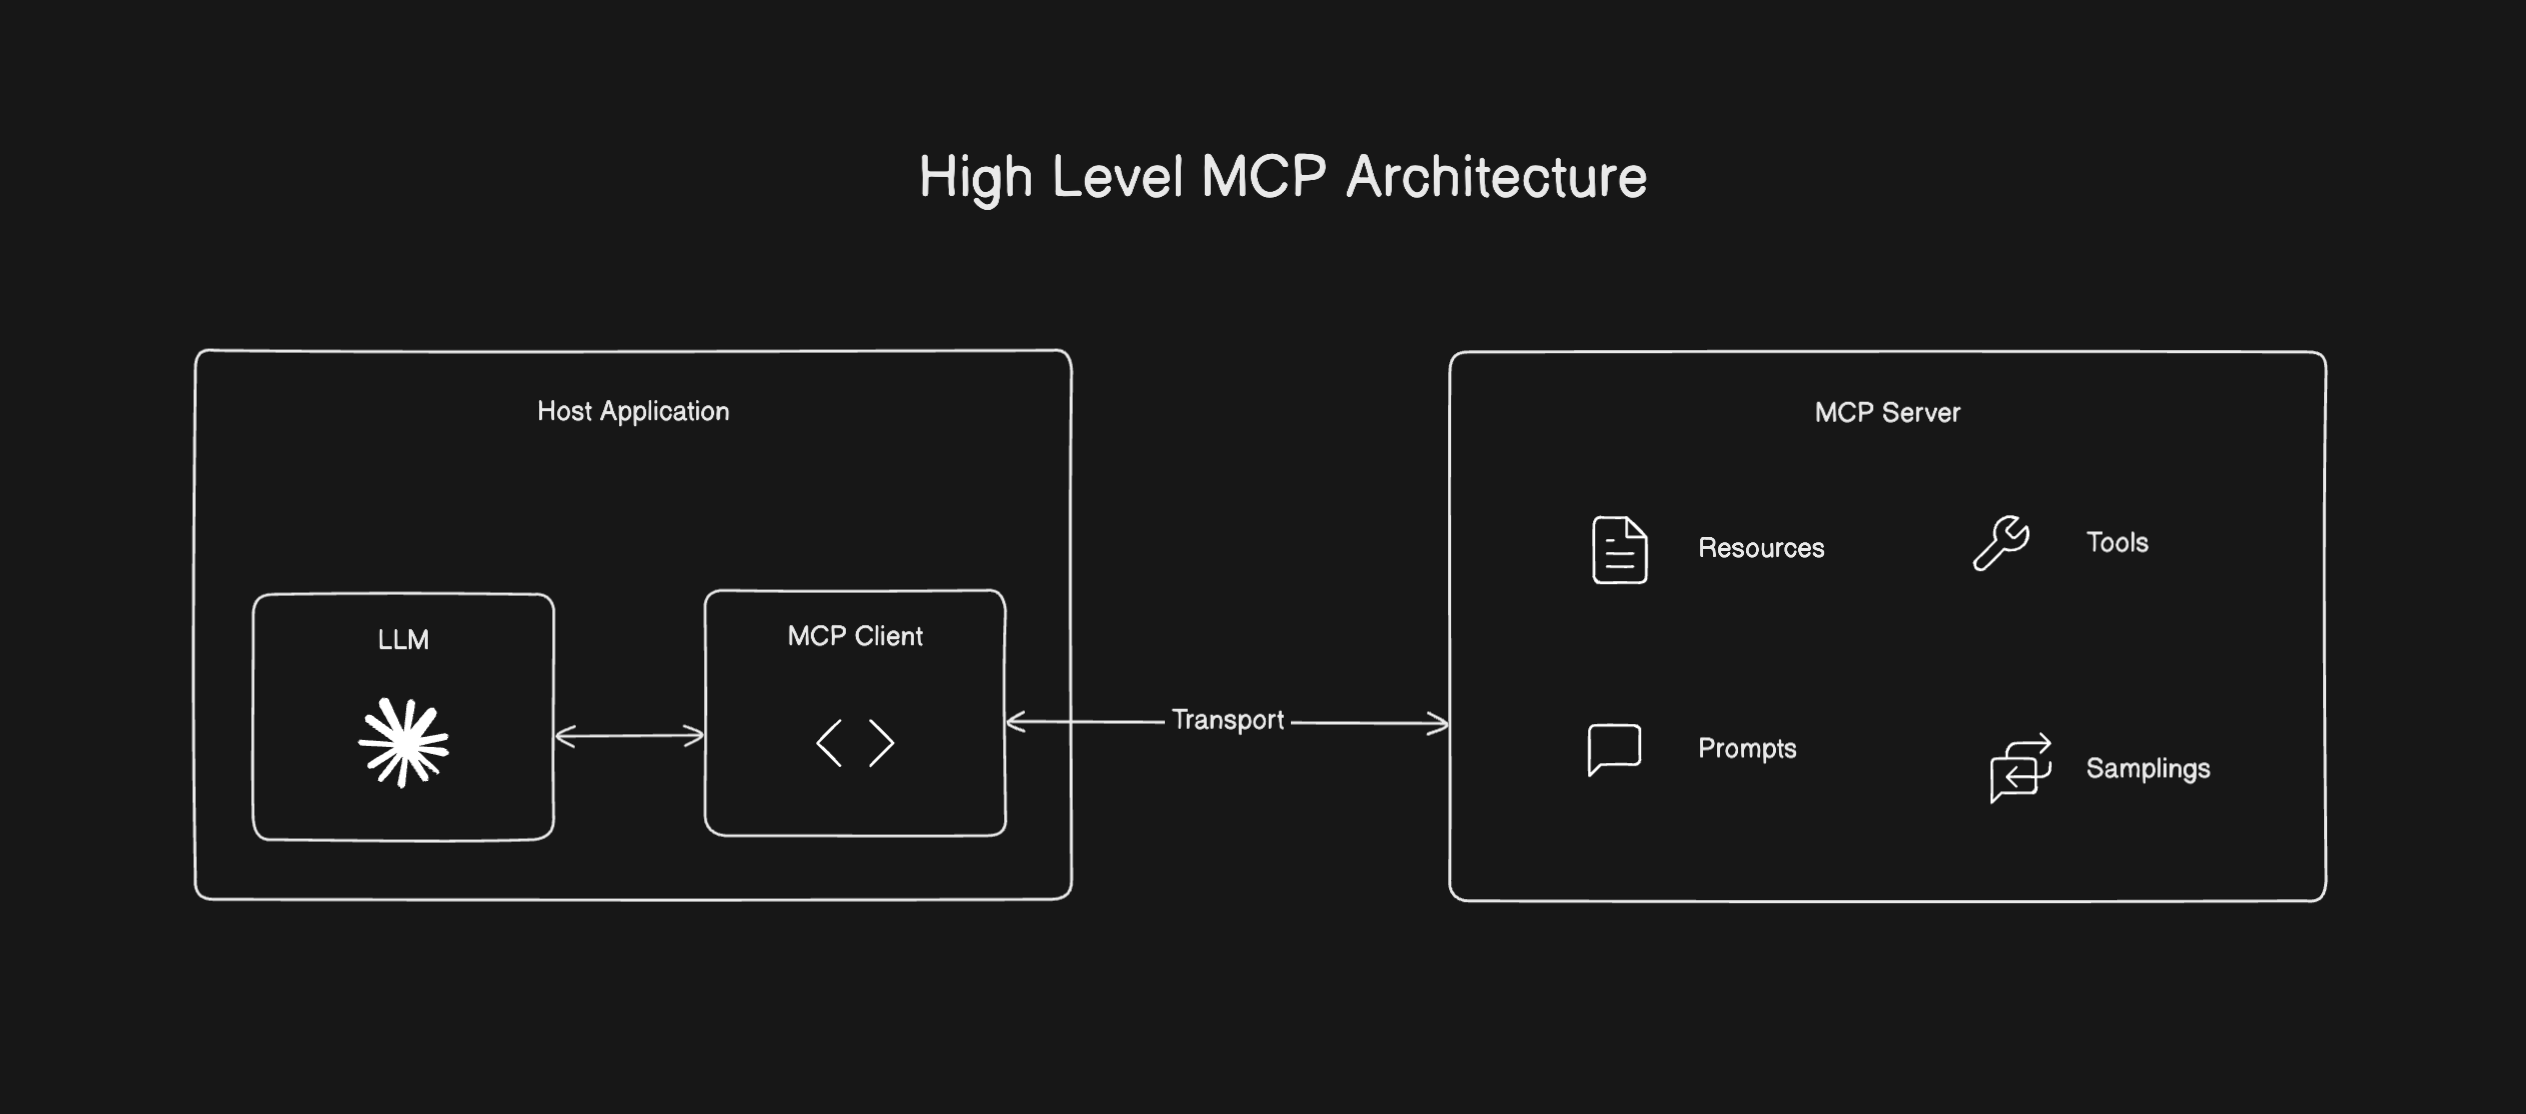 High Level MCP Architecture
Host Application
LLM
MCP Client
Transport
MCP Server
Resources
Tools
Prompts
Samplings